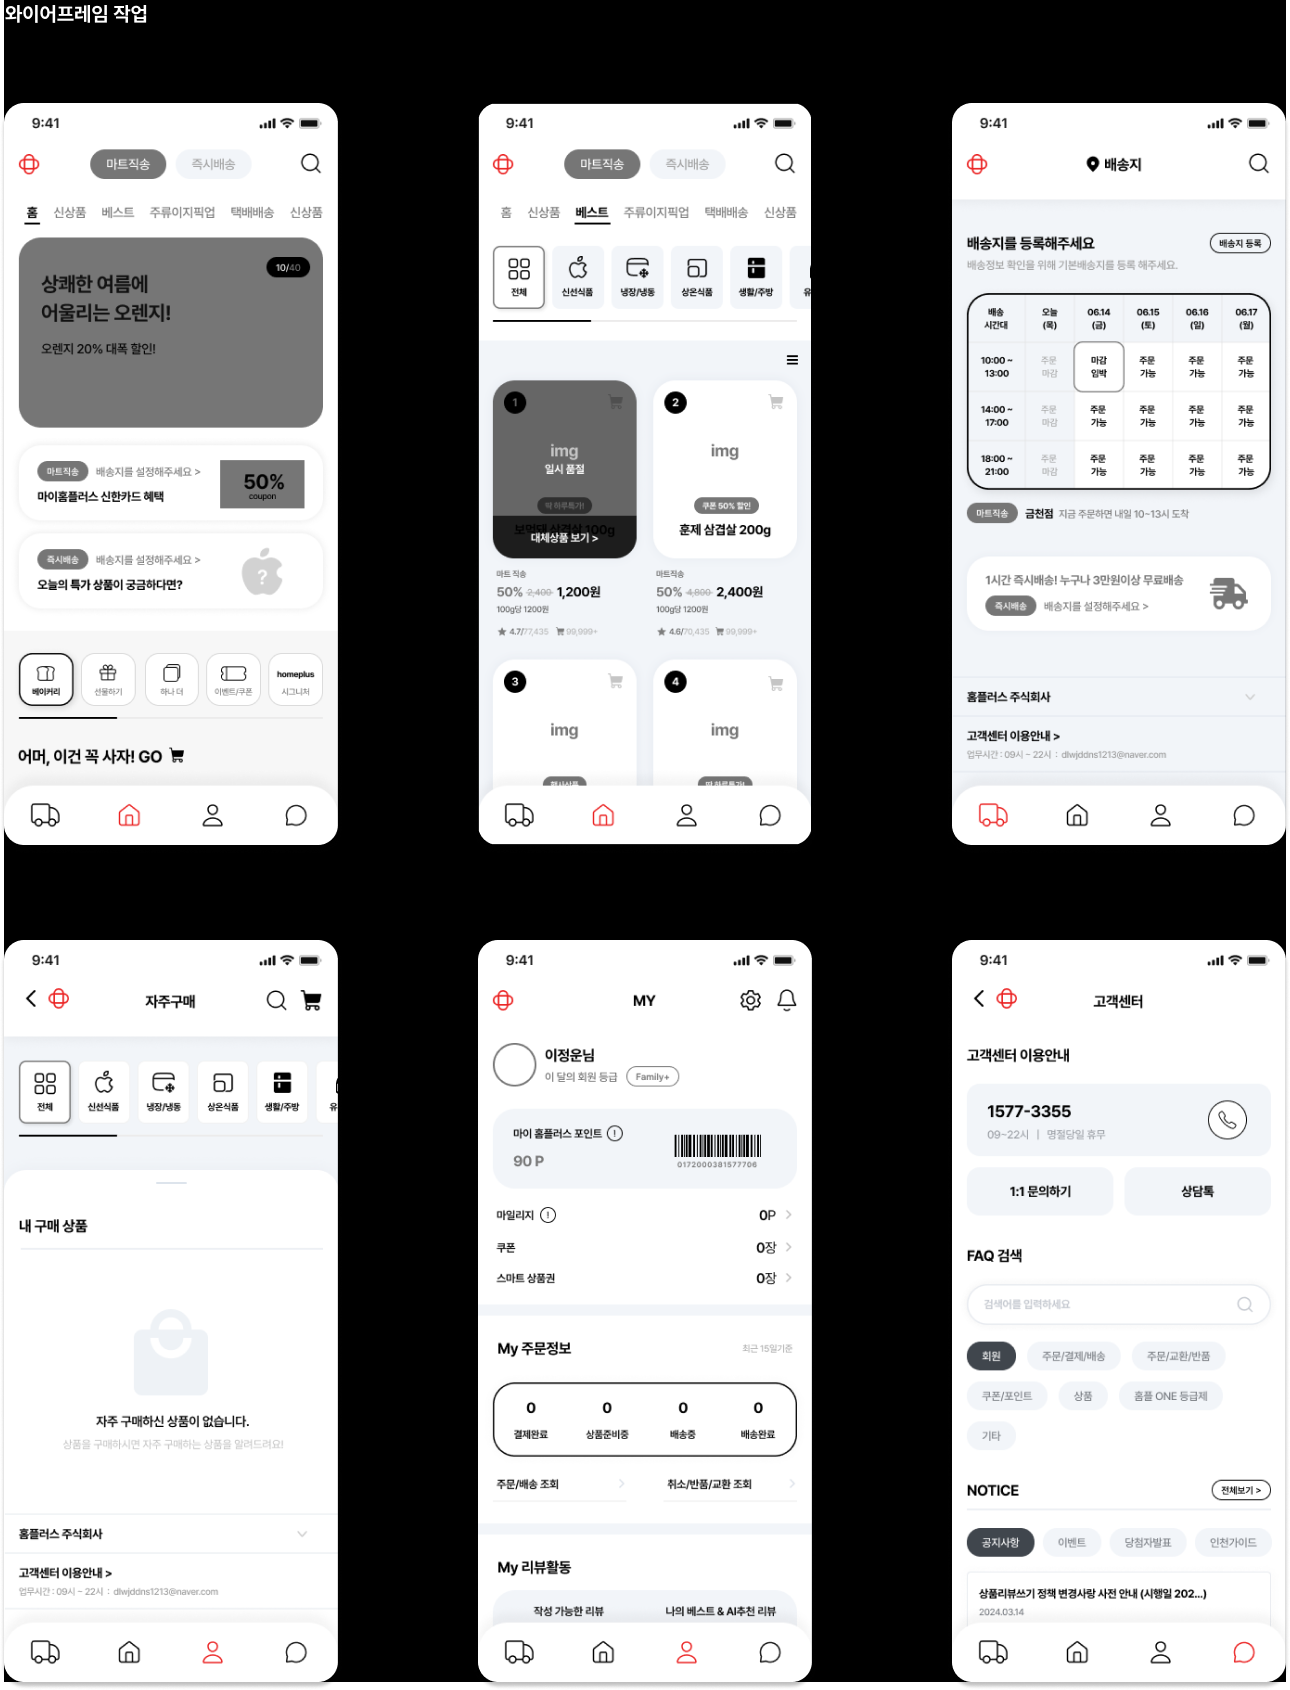 와이어프레임 작업
9:41
마트직송 즉시배송
홈 신상품 베스트 주류이지픽업 택배배송 신상품
10/40
상쾌한 여름에
어울리는 오렌지!
오렌지 20% 대폭 할인!
마트직송 배송지를 설정해주세요 >
마이홈플러스 신한카드 혜택
50%
coupon
즉시배송 배송지를 설정해주세요 >
오늘의 특가 상품이 궁금하다면?
?
베이커리 선물하기 하나 더 이벤트/쿠폰 homeplus 시그니처
어머, 이건 꼭 사자! GO
9:41
마트직송 즉시배송
홈 신상품 베스트 주류이지픽업 택배배송 신상품
전체 신선식품 냉장/냉동 상온식품 생활/주방 유
1
img
일시 품절
딱 하루특가!
보먹돼 삼겹살 100g
대체상품 보기 >
2
img
쿠폰 50% 할인
훈제 삼겹살 200g
마트직송
50% 2,400 1,200원
100g당 1200원
4.7/77,435 99,999+
마트직송
50% 4,800 2,400원
100g당 1200원
4.6/70,435 99,999+
3
img
행사상품
4
img
딱 하루특가!
9:41
배송지
배송지를 등록해주세요 배송지 등록
배송정보 확인을 위해 기본배송지를 등록 해주세요.
배송 오늘 06.14 06.15 06.16 06.17
시간대 (목) (금) (토) (일) (월)
10:00 ~ 주문 마감 주문 주문 주문
13:00 마감 임박 가능 가능 가능
14:00 ~ 주문 주문 주문 주문 주문
17:00 마감 가능 가능 가능 가능
18:00 ~ 주문 주문 주문 주문 주문
21:00 마감 가능 가능 가능 가능
마트직송 금천점 지금 주문하면 내일 10~13시 도착
1시간 즉시배송! 누구나 3만원이상 무료배송
즉시배송 배송지를 설정해주세요 >
홈플러스 주식회사
고객센터 이용안내 >
업무시간 : 09시 ~ 22시 : dlwjddns1213@naver.com
9:41
자주구매
전체 신선식품 냉장/냉동 상온식품 생활/주방 유
내 구매 상품
자주 구매하신 상품이 없습니다.
상품을 구매하시면 자주 구매하는 상품을 알려드려요!
홈플러스 주식회사
고객센터 이용안내 >
업무시간 : 09시 ~ 22시 : dlwjddns1213@naver.com
9:41
MY
이정운님
이 달의 회원 등급 Family+
마이 홈플러스 포인트 !
90 P
0172000381577706
마일리지 ! 0P
쿠폰 0장
스마트 상품권 0장
My 주문정보 최근 15일기준
0 0 0 0
결제완료 상품준비중 배송중 배송완료
주문/배송 조회 취소/반품/교환 조회
My 리뷰활동
작성 가능한 리뷰 나의 베스트 & AI추천 리뷰
9:41
고객센터
고객센터 이용안내
1577-3355
09~22시 | 명절당일 휴무
1:1 문의하기 상담톡
FAQ 검색
검색어를 입력하세요
회원 주문/결제/배송 주문/교환/반품
쿠폰/포인트 상품 홈플 ONE 등급제
기타
NOTICE 전체보기 >
공지사항 이벤트 당첨자발표 인천가이드
상품리뷰쓰기 정책 변경사랑 사전 안내 (시행일 202...)
2024.03.14